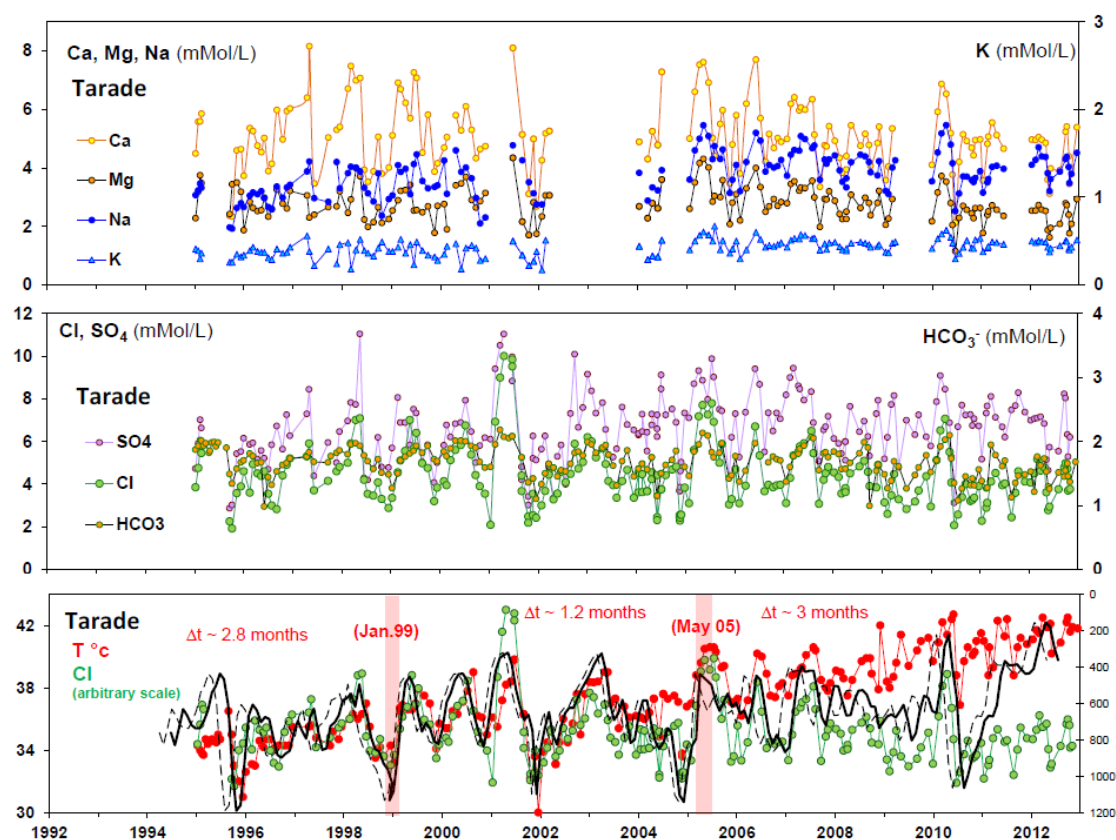 Ca, Mg, Na (mMol/L)
K (mMol/L)
Tarade
Ca
Mg
Na
K
8
6
4
2
0
3
2
1
0
Cl, SO₄ (mMol/L)
HCO₃⁻ (mMol/L)
Tarade
SO4
Cl
HCO3
12
10
8
6
4
2
0
4
3
2
1
0
Tarade
T °c
Cl
(arbitrary scale)
Δt ~ 2.8 months
(Jan.99)
Δt ~ 1.2 months
(May 05)
Δt ~ 3 months
42
38
34
30
0
200
400
600
800
1000
1200
1992 1994 1996 1998 2000 2002 2004 2006 2008 2010 2012